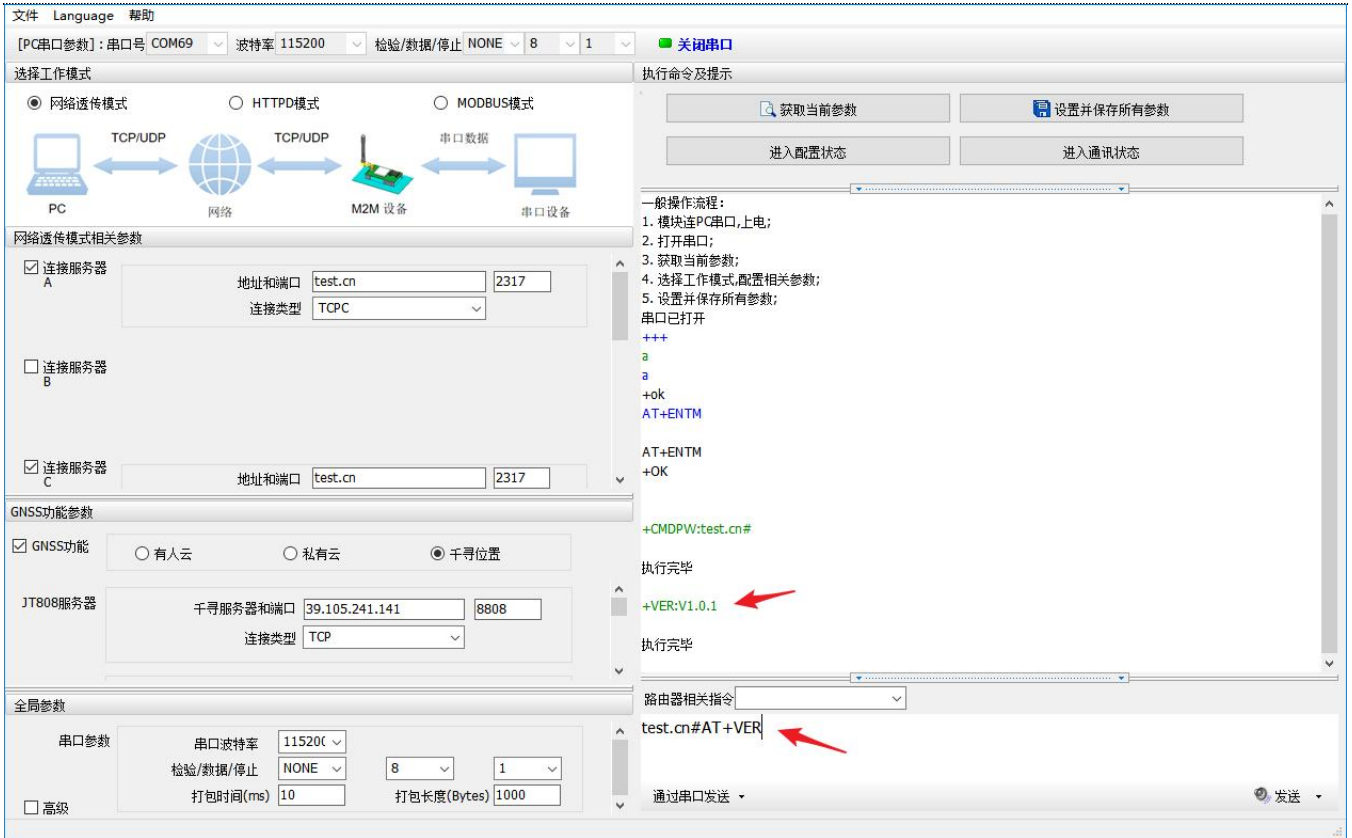 文件 Language 帮助
[PC串口参数]：串口号 COM69 波特率 115200 检验/数据/停止 NONE 8 1 关闭串口
选择工作模式
网络透传模式 HTTPD模式 MODBUS模式
TCP/UDP TCP/UDP 串口数据
PC 网络 M2M 设备 串口设备
网络透传模式相关参数
连接服务器
A
地址和端口 test.cn 2317
连接类型 TCPC
连接服务器
B
连接服务器
C
地址和端口 test.cn 2317
GNSS功能参数
GNSS功能 有人云 私有云 千寻位置
JT808服务器
千寻服务器和端口 39.105.241.141 8808
连接类型 TCP
全局参数
串口参数
串口波特率 115200
检验/数据/停止 NONE 8 1
打包时间(ms) 10 打包长度(Bytes) 1000
高级
执行命令及提示
获取当前参数 设置并保存所有参数
进入配置状态 进入通讯状态
一般操作流程：
1. 模块连PC串口,上电;
2. 打开串口;
3. 获取当前参数;
4. 选择工作模式,配置相关参数;
5. 设置并保存所有参数;
串口已打开
+++
a
a
+ok
AT+ENTM
AT+ENTM
+OK
+CMDPW:test.cn#
执行完毕
+VER:V1.0.1
执行完毕
路由器相关指令
test.cn#AT+VER
通过串口发送 发送